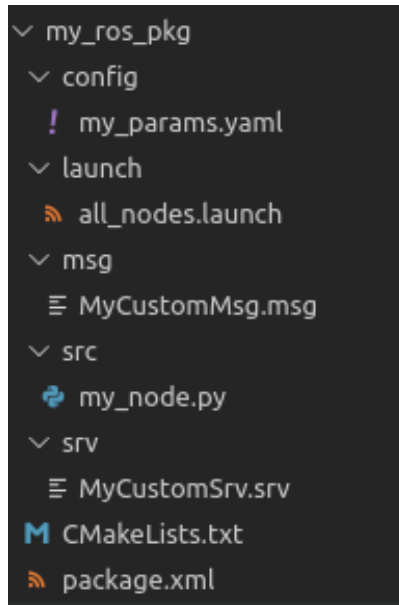 my_ros_pkg
config
my_params.yaml
launch
all_nodes.launch
msg
MyCustomMsg.msg
src
my_node.py
srv
MyCustomSrv.srv
CMakeLists.txt
package.xml